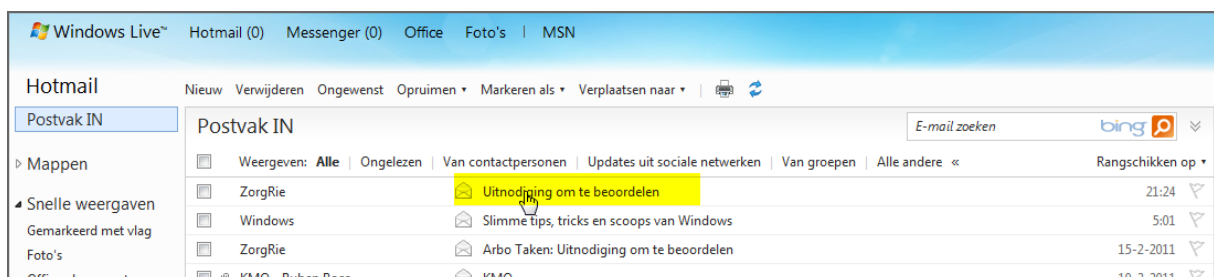 Windows Live™ Hotmail (0) Messenger (0) Office Foto's | MSN
Hotmail
Nieuw Verwijderen Ongewenst Opruimen Markeren als Verplaatsen naar
Postvak IN
Postvak IN
E-mail zoeken
bing
Mappen
Weergeven: Alle | Ongelezen | Van contactpersonen | Updates uit sociale netwerken | Van groepen | Alle andere «
Rangschikken op
ZorgRie Uitnodiging om te beoordelen 21:24
Snelle weergaven
Windows Slimme tips, tricks en scoops van Windows 5:01
Gemarkeerd met vlag
Foto's
ZorgRie Arbo Taken: Uitnodiging om te beoordelen 15-2-2011